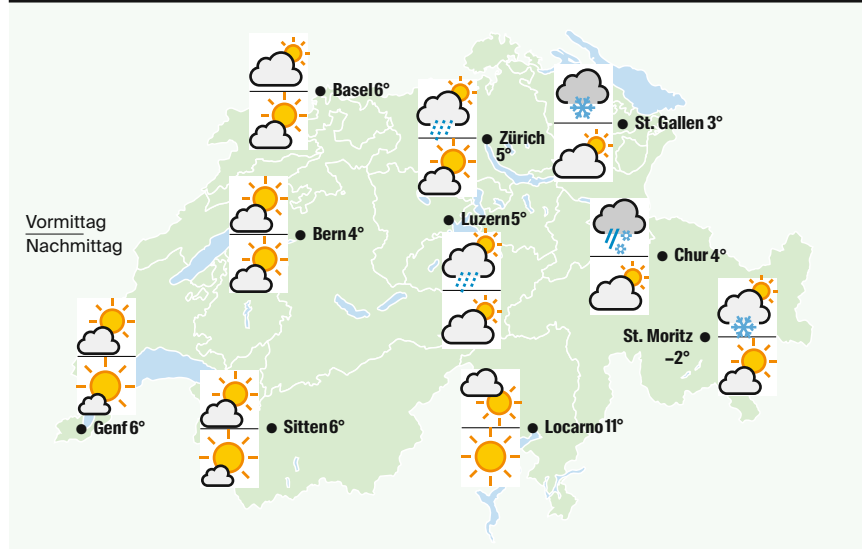 Basel 6°
St. Gallen 3°
Zürich
5°
Vormittag
Nachmittag
Luzern 5°
Bern 4°
Chur 4°
St. Moritz
–2°
Genf 6°
Sitten 6°
Locarno 11°